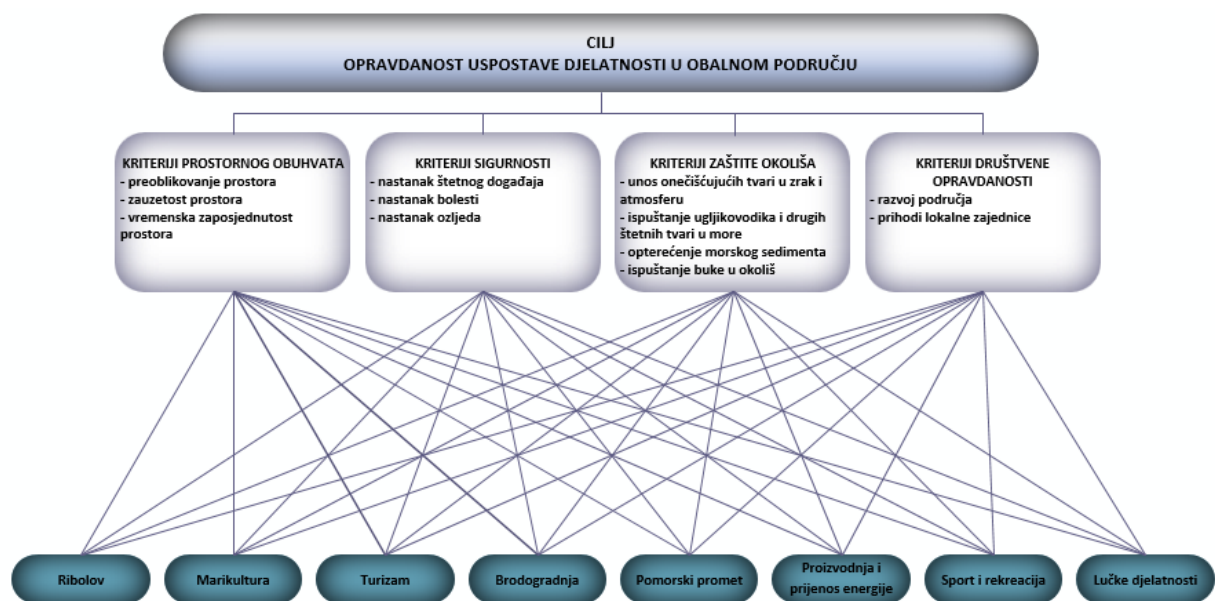 CILJ
OPRAVDANOST USPOSTAVE DJELATNOSTI U OBALNOM PODRUČJU
KRITERIJI PROSTORNOG OBUHVATA
- preoblikovanje prostora
- zauzetost prostora
- vremenska zaposjednutost
prostora
KRITERIJI SIGURNOSTI
- nastanak štetnog događaja
- nastanak bolesti
- nastanak ozljeda
KRITERIJI ZAŠTITE OKOLIŠA
- unos onečišćujućih tvari u zrak i
atmosferu
- ispuštanje ugljikovodika i drugih
štetnih tvari u more
- opterećenje morskog sedimenta
- ispuštanje buke u okoliš
KRITERIJI DRUŠTVENE
OPRAVDANOSTI
- razvoj područja
- prihodi lokalne zajednice
Ribolov
Marikultura
Turizam
Brodogradnja
Pomorski promet
Proizvodnja i
prijenos energije
Sport i rekreacija
Lučke djelatnosti